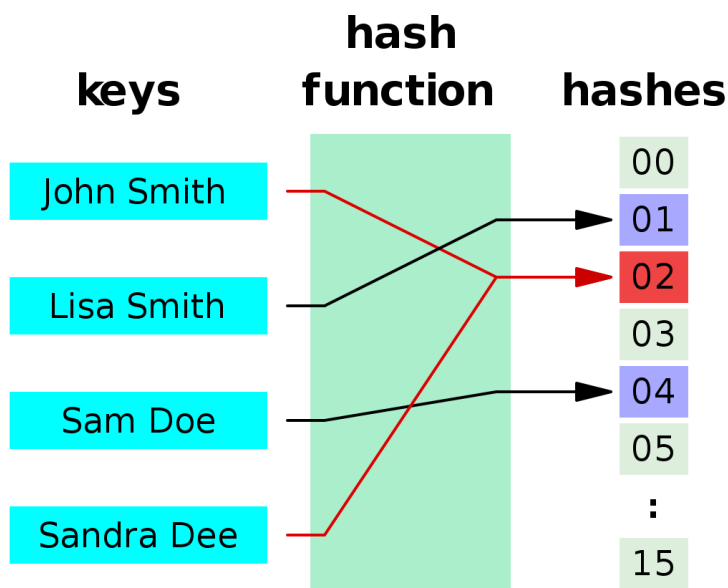 keys
hash
function
hashes
John Smith
Lisa Smith
Sam Doe
Sandra Dee
00
01
02
03
04
05
:
15